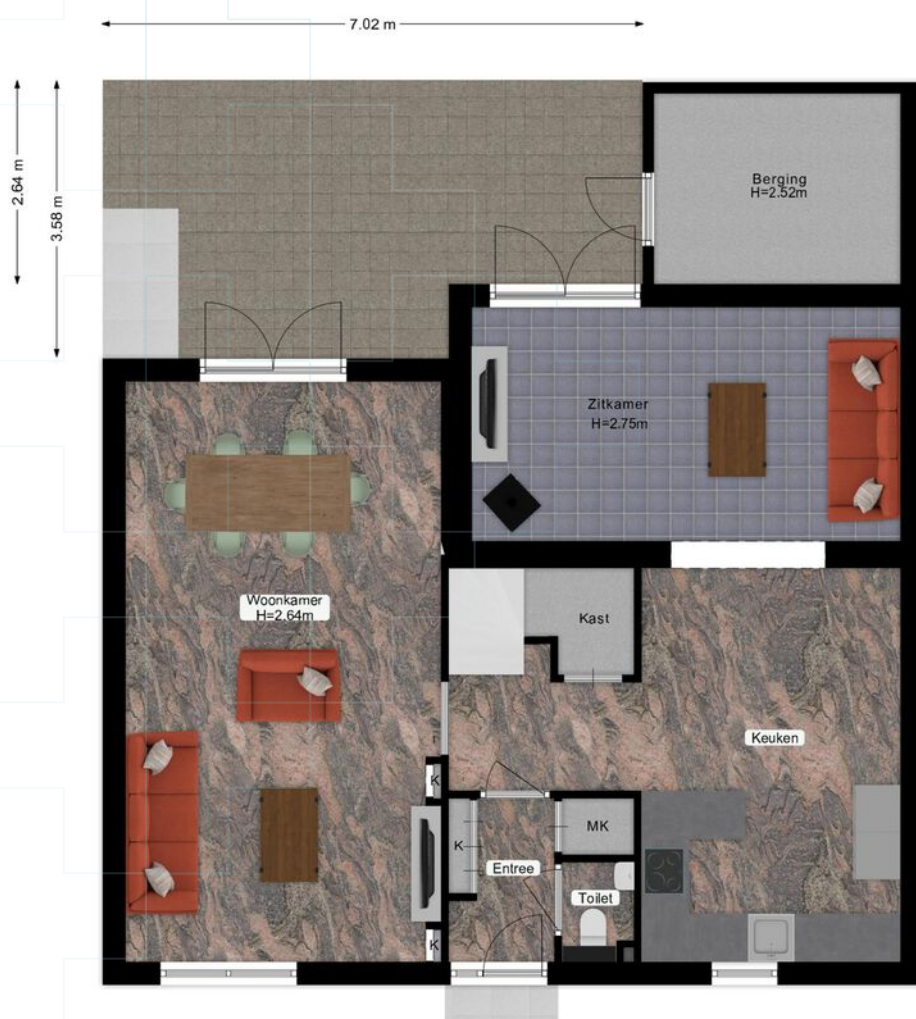 7.02 m
2.64 m
3.58 m
Berging
H=2.52m
Zitkamer
H=2.75m
Woonkamer
H=2.64m
Kast
Keuken
K
K
MK
Entree
Toilet
K